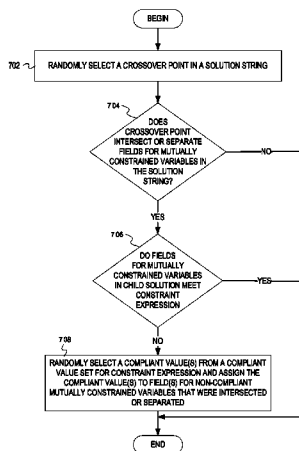 BEGIN
702
RANDOMLY SELECT A CROSSOVER POINT IN A SOLUTION STRING
704
DOES
CROSSOVER POINT
INTERSECT OR SEPARATE
FIELDS FOR MUTUALLY
CONSTRAINED VARIABLES IN
THE SOLUTION
STRING?
NO
YES
706
DO FIELDS
FOR MUTUALLY
CONSTRAINED VARIABLES
IN CHILD SOLUTION MEET
CONSTRAINT
EXPRESSION
YES
NO
708
RANDOMLY SELECT A COMPLIANT VALUE(S) FROM A COMPLIANT
VALUE SET FOR CONSTRAINT EXPRESSION AND ASSIGN THE
COMPLIANT VALUE(S) TO FIELD(S) FOR NON-COMPLIANT
MUTUALLY CONSTRAINED VARIABLES THAT WERE INTERSECTED
OR SEPARATED
END